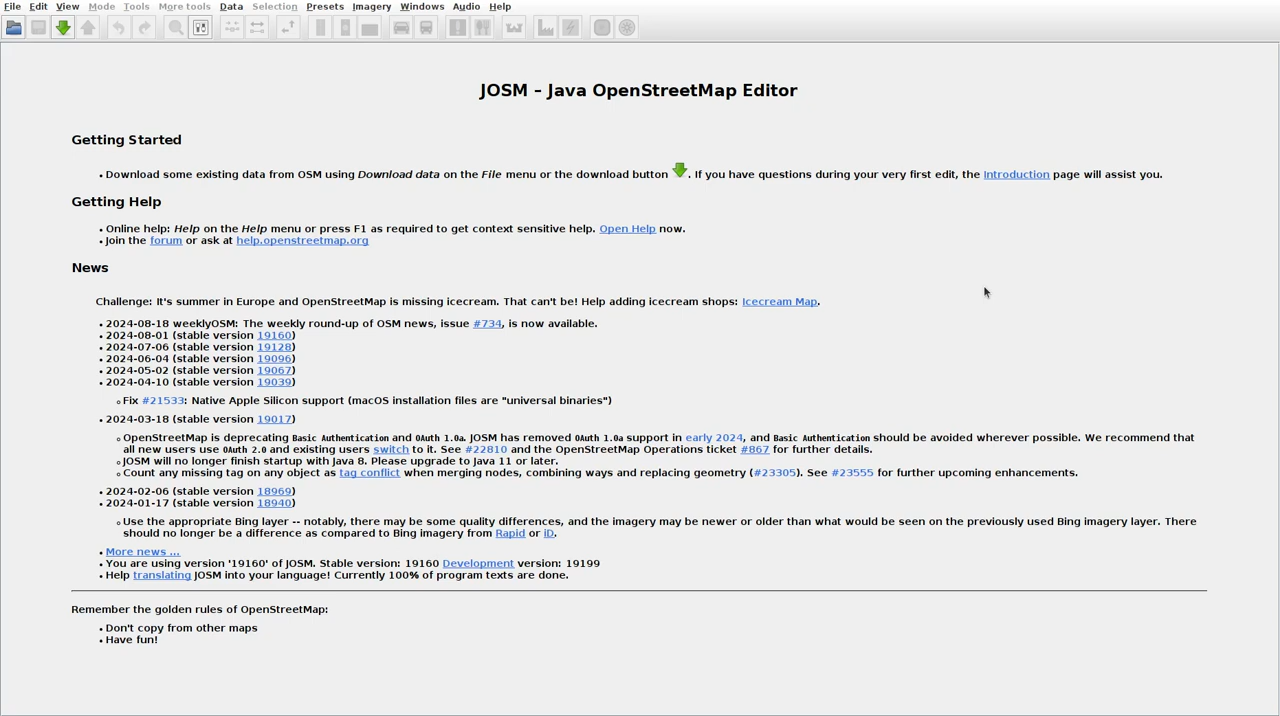 File Edit View Mode Tools More tools Data Selection Presets Imagery Windows Audio Help
JOSM – Java OpenStreetMap Editor
Getting Started
• Download some existing data from OSM using Download data on the File menu or the download button . If you have questions during your very first edit, the Introduction page will assist you.
Getting Help
• Online help: Help on the Help menu or press F1 as required to get context sensitive help. Open Help now.
• Join the forum or ask at help.openstreetmap.org
News
Challenge: It's summer in Europe and OpenStreetMap is missing icecream. That can't be! Help adding icecream shops: Icecream Map.
• 2024-08-18 weeklyOSM: The weekly round-up of OSM news, issue #734, is now available.
• 2024-08-01 (stable version 19160)
• 2024-07-06 (stable version 19128)
• 2024-06-04 (stable version 19096)
• 2024-05-02 (stable version 19067)
• 2024-04-10 (stable version 19039)
◦ Fix #21533: Native Apple Silicon support (macOS installation files are "universal binaries")
• 2024-03-18 (stable version 19017)
◦ OpenStreetMap is deprecating Basic Authentication and OAuth 1.0a. JOSM has removed OAuth 1.0a support in early 2024, and Basic Authentication should be avoided wherever possible. We recommend that
all new users use OAuth 2.0 and existing users switch to it. See #22810 and the OpenStreetMap Operations ticket #867 for further details.
◦ JOSM will no longer finish startup with Java 8. Please upgrade to Java 11 or later.
◦ Count any missing tag on any object as tag conflict when merging nodes, combining ways and replacing geometry (#23305). See #23555 for further upcoming enhancements.
• 2024-02-06 (stable version 18969)
• 2024-01-17 (stable version 18940)
◦ Use the appropriate Bing layer -- notably, there may be some quality differences, and the imagery may be newer or older than what would be seen on the previously used Bing imagery layer. There
should no longer be a difference as compared to Bing imagery from Rapid or iD.
• More news ...
• You are using version '19160' of JOSM. Stable version: 19160 Development version: 19199
• Help translating JOSM into your language! Currently 100% of program texts are done.
Remember the golden rules of OpenStreetMap:
• Don't copy from other maps
• Have fun!